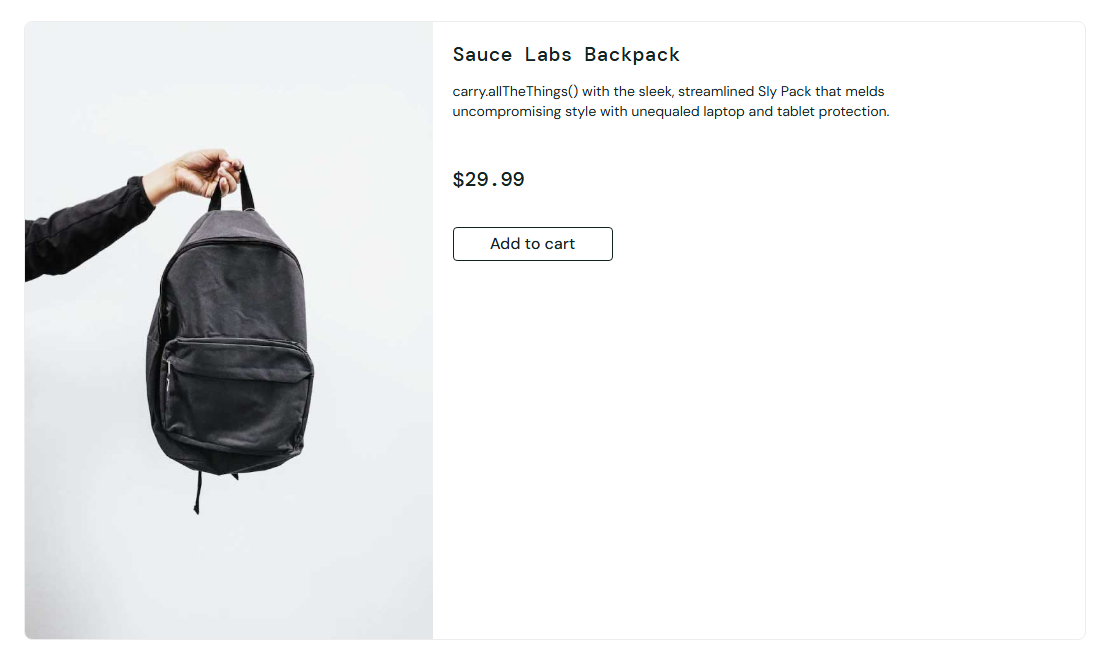 Sauce Labs Backpack
carry.allTheThings() with the sleek, streamlined Sly Pack that melds
uncompromising style with unequaled laptop and tablet protection.
$29.99
Add to cart